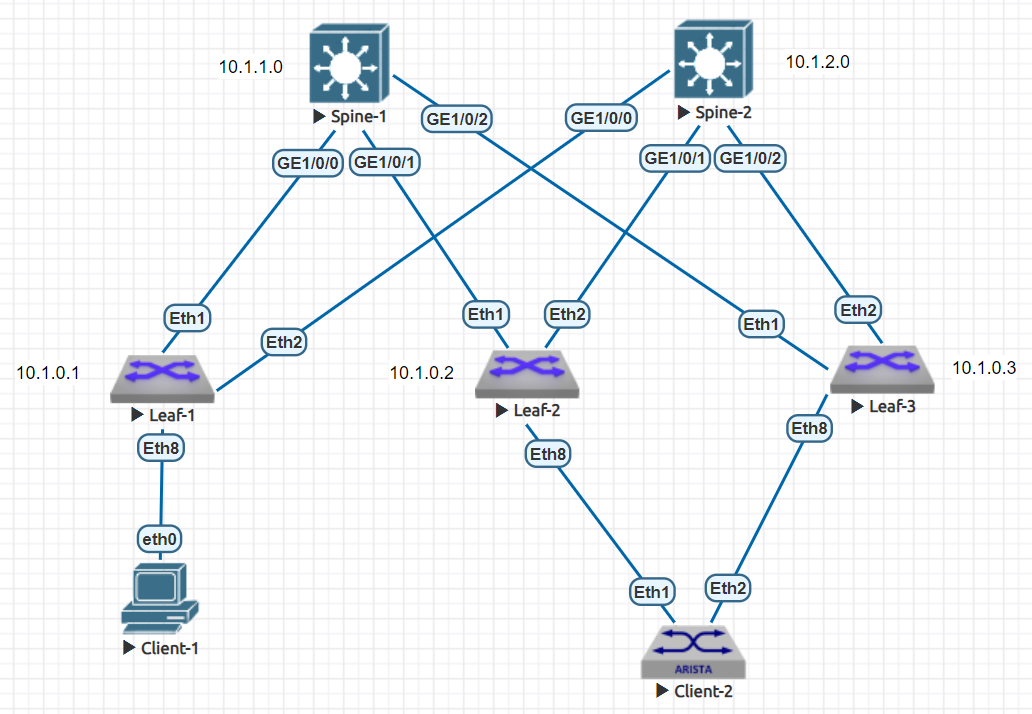 10.1.1.0
10.1.2.0
Spine-1
Spine-2
GE1/0/2
GE1/0/0
GE1/0/0
GE1/0/1
GE1/0/1
GE1/0/2
Eth1
Eth2
Eth1
Eth2
Eth1
Eth2
10.1.0.1
10.1.0.2
10.1.0.3
Leaf-1
Leaf-2
Leaf-3
Eth8
Eth8
Eth8
eth0
Eth1
Eth2
Client-1
ARISTA
Client-2